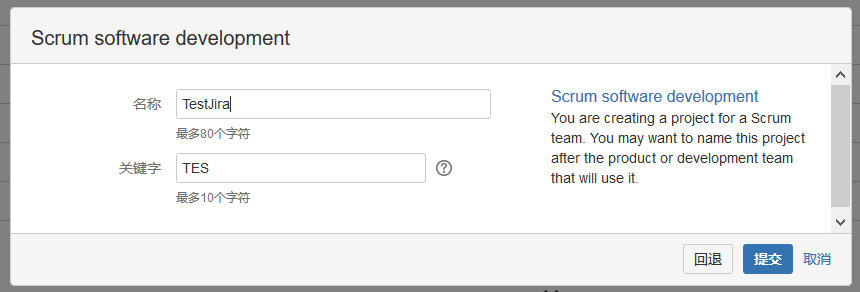 Scrum software development
名称
TestJira
最多80个字符
关键字
TES
最多10个字符
Scrum software development
You are creating a project for a Scrum
team. You may want to name this project
after the product or development team
that will use it.
回退
提交
取消